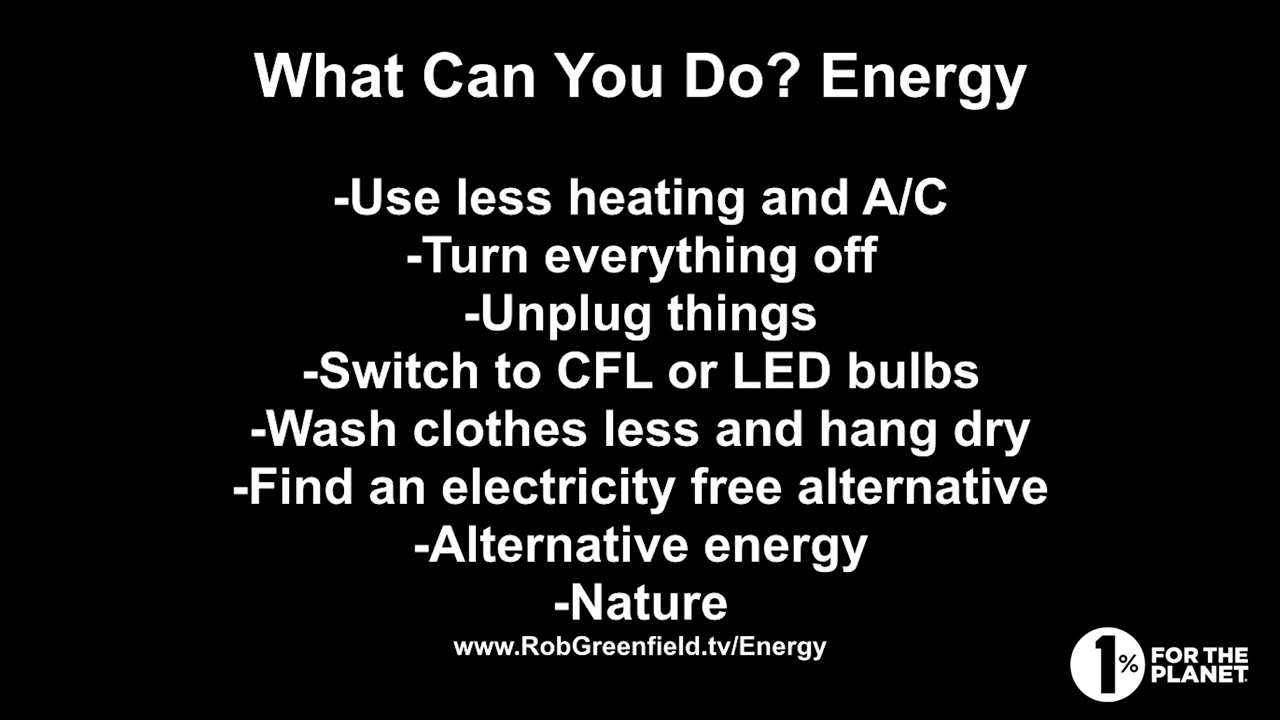 What Can You Do? Energy
-Use less heating and A/C
-Turn everything off
-Unplug things
-Switch to CFL or LED bulbs
-Wash clothes less and hang dry
-Find an electricity free alternative
-Alternative energy
-Nature
www.RobGreenfield.tv/Energy
1% FOR THE
PLANET